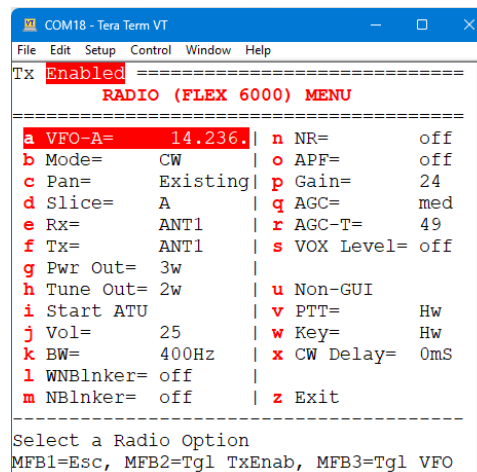 COM18 - Tera Term VT
File Edit Setup Control Window Help
Tx Enabled =============================
RADIO (FLEX 6000) MENU
========================================
a VFO-A= 14.236.| n NR= off
b Mode= CW | o APF= off
c Pan= Existing| p Gain= 24
d Slice= A | q AGC= med
e Rx= ANT1 | r AGC-T= 49
f Tx= ANT1 | s VOX Level= off
g Pwr Out= 3w |
h Tune Out= 2w | u Non-GUI
i Start ATU | v PTT= Hw
j Vol= 25 | w Key= Hw
k BW= 400Hz | x CW Delay= 0mS
l WNBlnker= off |
m NBlnker= off | z Exit
----------------------------------------
Select a Radio Option
MFB1=Esc, MFB2=Tgl TxEnab, MFB3=Tgl VFO